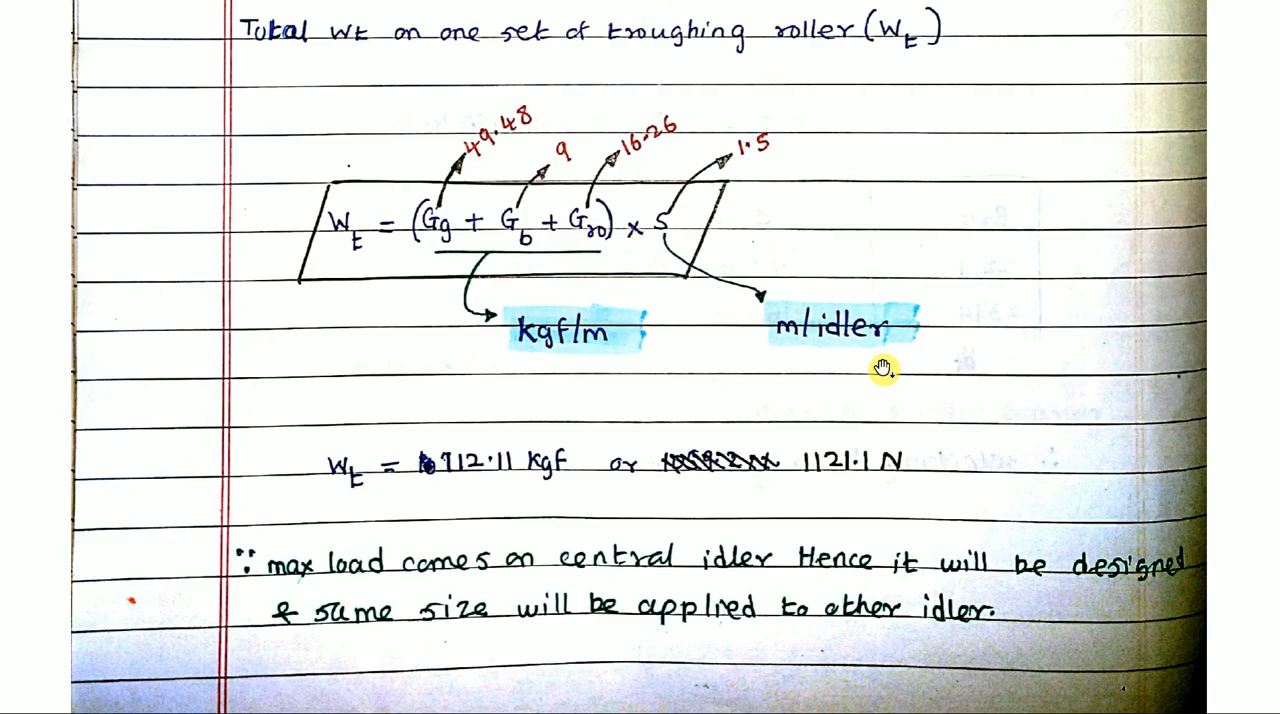 Total Wt on one set of troughing roller (Wt)
49.48 9 16.26 1.5
Wt = (Gg + Gb + Gro) × S
kgf/m m/idler
Wt = 112.11 kgf or 1121.1 N
∵ max load comes on central idler Hence it will be designed
& same size will be applied to other idler.